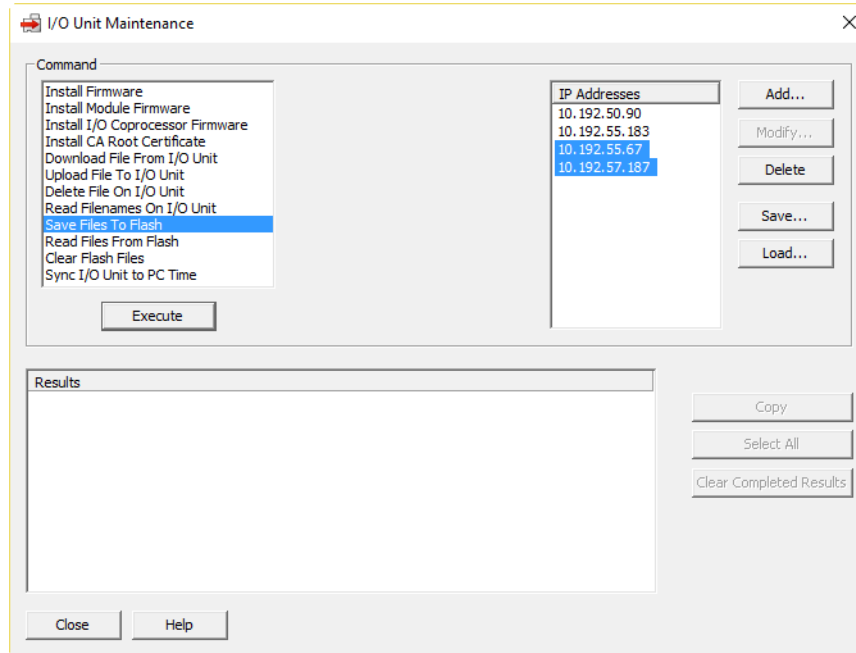 I/O Unit Maintenance
Command
Install Firmware
Install Module Firmware
Install I/O Coprocessor Firmware
Install CA Root Certificate
Download File From I/O Unit
Upload File To I/O Unit
Delete File On I/O Unit
Read Filenames On I/O Unit
Save Files To Flash
Read Files From Flash
Clear Flash Files
Sync I/O Unit to PC Time
Execute
IP Addresses
10.192.50.90
10.192.55.183
10.192.55.67
10.192.57.187
Add...
Modify...
Delete
Save...
Load...
Results
Copy
Select All
Clear Completed Results
Close
Help